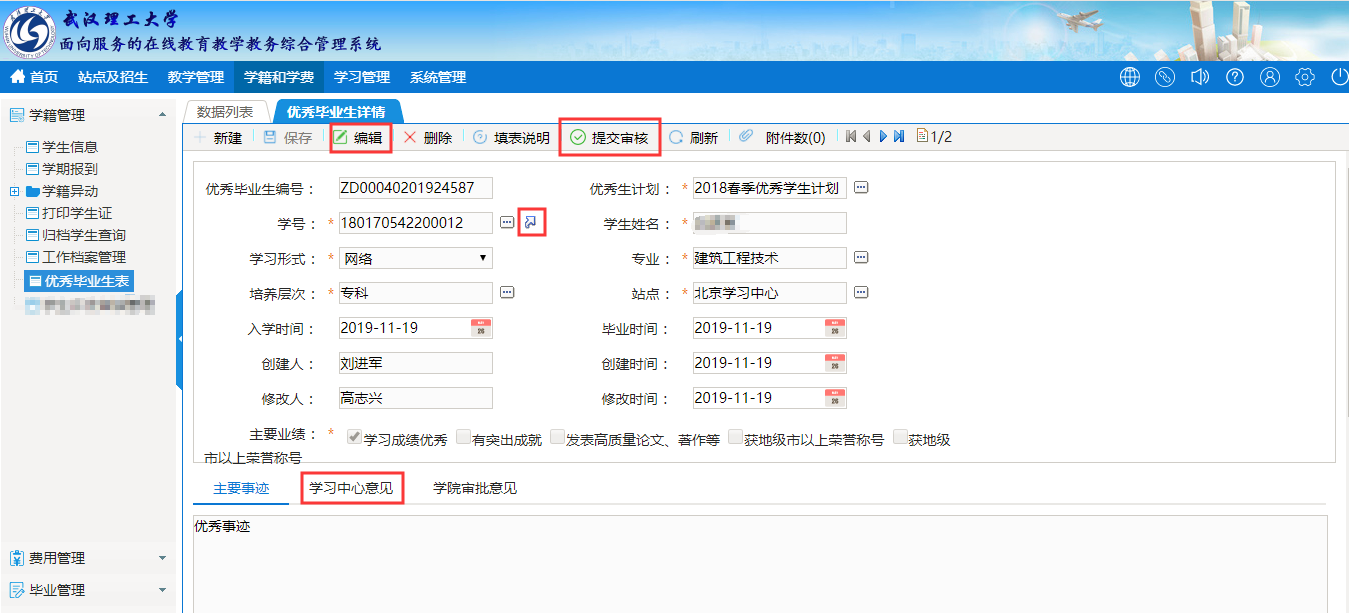 武汉理工大学
面向服务的在线教育教学教务综合管理系统
首页 站点及招生 教学管理 学籍和学费 学习管理 系统管理
学籍管理
学生信息
学期报到
学籍异动
打印学生证
归档学生查询
工作档案管理
优秀毕业生表
费用管理
毕业管理
数据列表 优秀毕业生详情
新建 保存 编辑 删除 填表说明 提交审核 刷新 附件数(0) 1/2
优秀毕业生编号： ZD00040201924587 优秀生计划： * 2018春季优秀学生计划
学号： * 180170542200012 学生姓名： *
学习形式： * 网络 专业： * 建筑工程技术
培养层次： * 专科 站点： * 北京学习中心
入学时间： 2019-11-19 毕业时间： 2019-11-19
创建人： 刘进军 创建时间： 2019-11-19
修改人： 高志兴 修改时间： 2019-11-19
主要业绩： * 学习成绩优秀 有突出成就 发表高质量论文、著作等 获地级市以上荣誉称号 获地级
市以上荣誉称号
主要事迹 学习中心意见 学院审批意见
优秀事迹